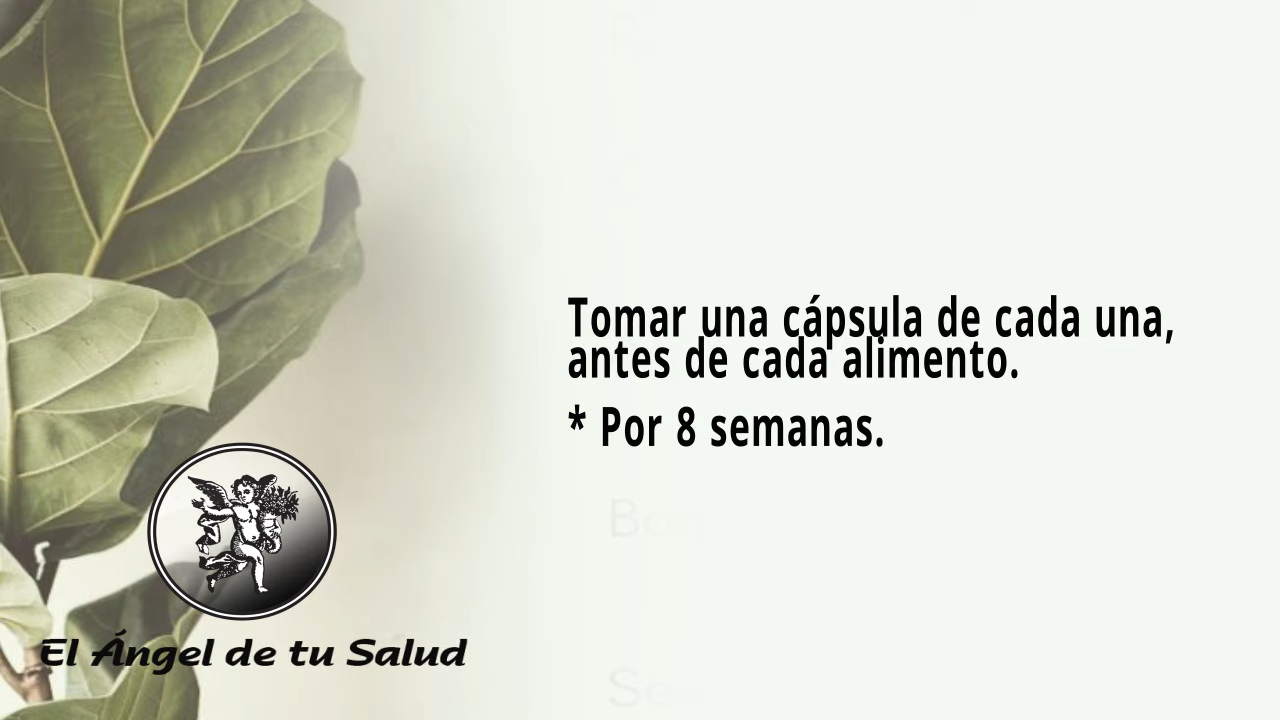 Tomar una cápsula de cada una,
antes de cada alimento.
* Por 8 semanas.
El Ángel de tu Salud